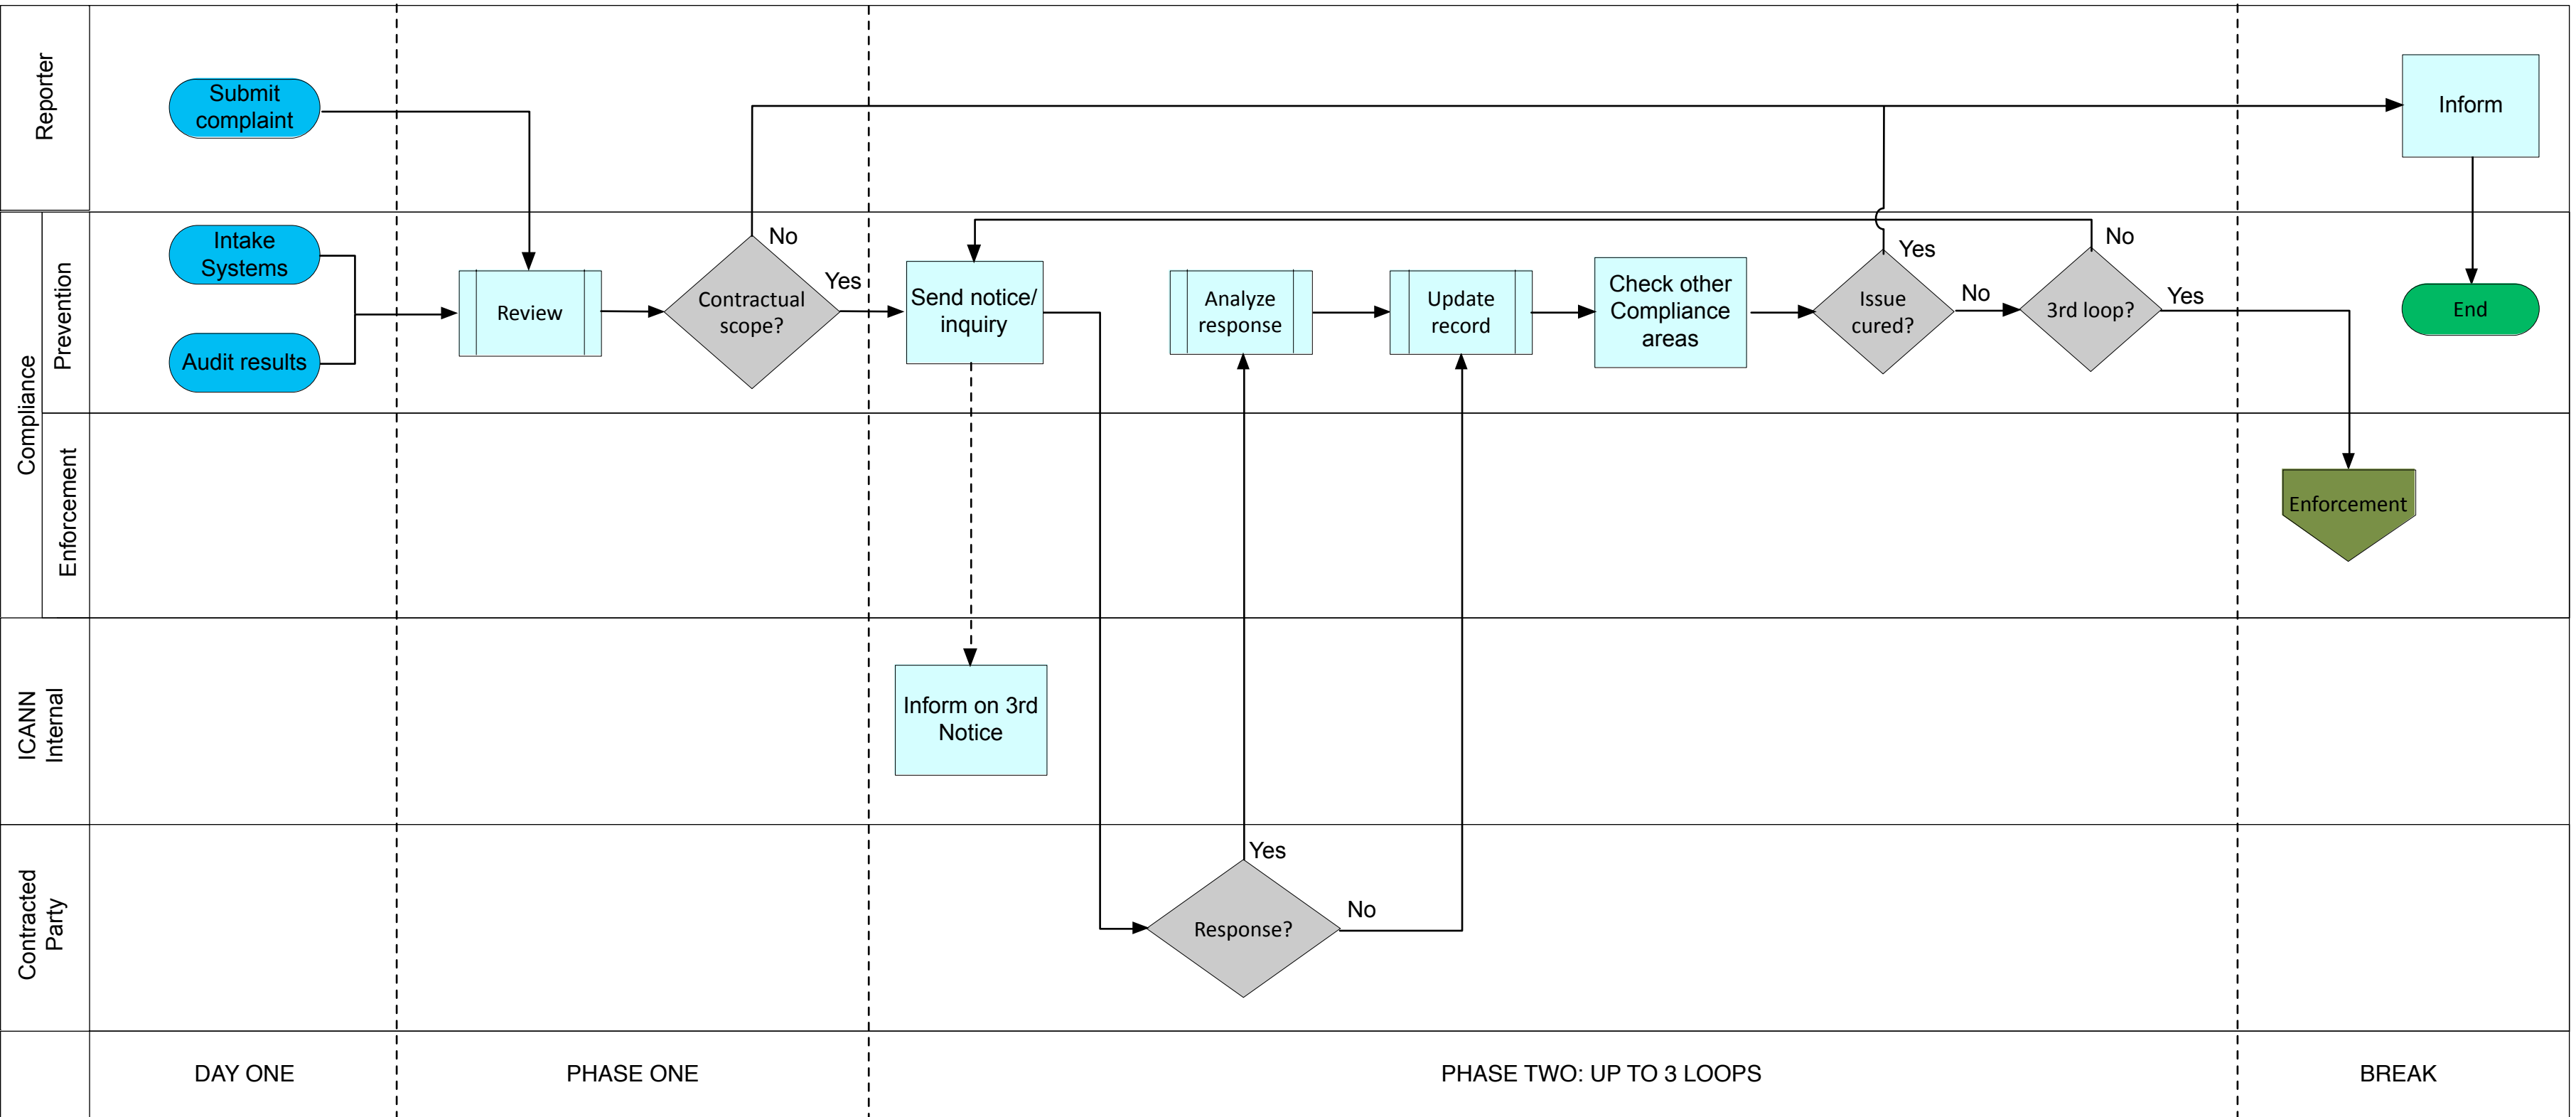 Reporter
Submit
complaint
Inform
Compliance
Prevention
Intake
Systems
Audit results
Review
Contractual
scope?
No
Yes
Send notice/
inquiry
Analyze
response
Update
record
Check other
Compliance
areas
Issue
cured?
Yes
No
3rd loop?
No
Yes
End
Enforcement
Enforcement
ICANN
Internal
Inform on 3rd
Notice
Contracted
Party
Response?
Yes
No
DAY ONE
PHASE ONE
PHASE TWO: UP TO 3 LOOPS
BREAK